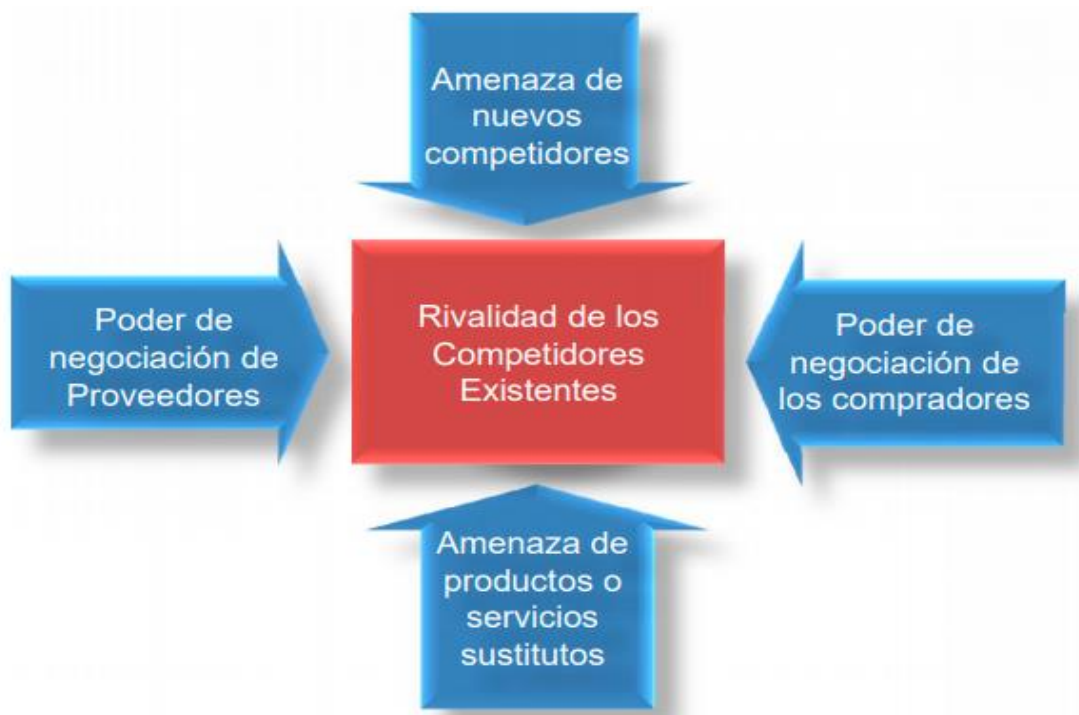 Amenaza de
nuevos
competidores
Poder de
negociación de
Proveedores
Rivalidad de los
Competidores
Existentes
Poder de
negociación de
los compradores
Amenaza de
productos o
servicios
sustitutos